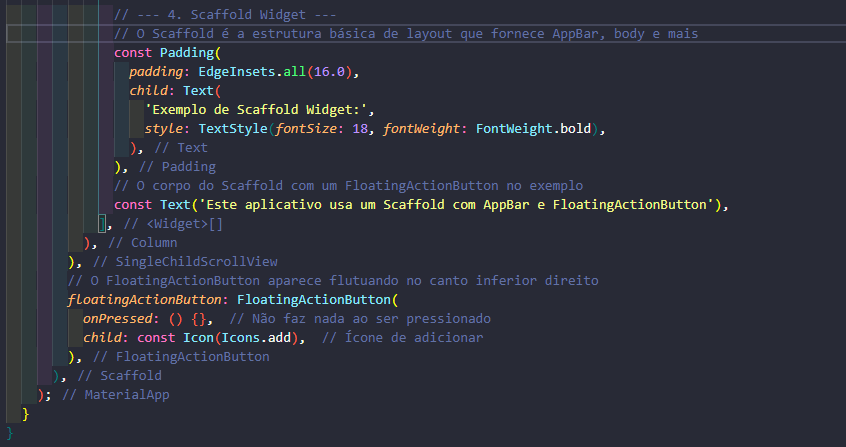 // --- 4. Scaffold Widget ---
// O Scaffold é a estrutura básica de layout que fornece AppBar, body e mais
const Padding(
padding: EdgeInsets.all(16.0),
child: Text(
'Exemplo de Scaffold Widget:',
style: TextStyle(fontSize: 18, fontWeight: FontWeight.bold),
), // Text
), // Padding
// O corpo do Scaffold com um FloatingActionButton no exemplo
const Text('Este aplicativo usa um Scaffold com AppBar e FloatingActionButton'),
], // <Widget>[]
), // Column
), // SingleChildScrollView
// O FloatingActionButton aparece flutuando no canto inferior direito
floatingActionButton: FloatingActionButton(
onPressed: () {},  // Não faz nada ao ser pressionado
child: const Icon(Icons.add),  // Ícone de adicionar
), // FloatingActionButton
), // Scaffold
); // MaterialApp
}
}